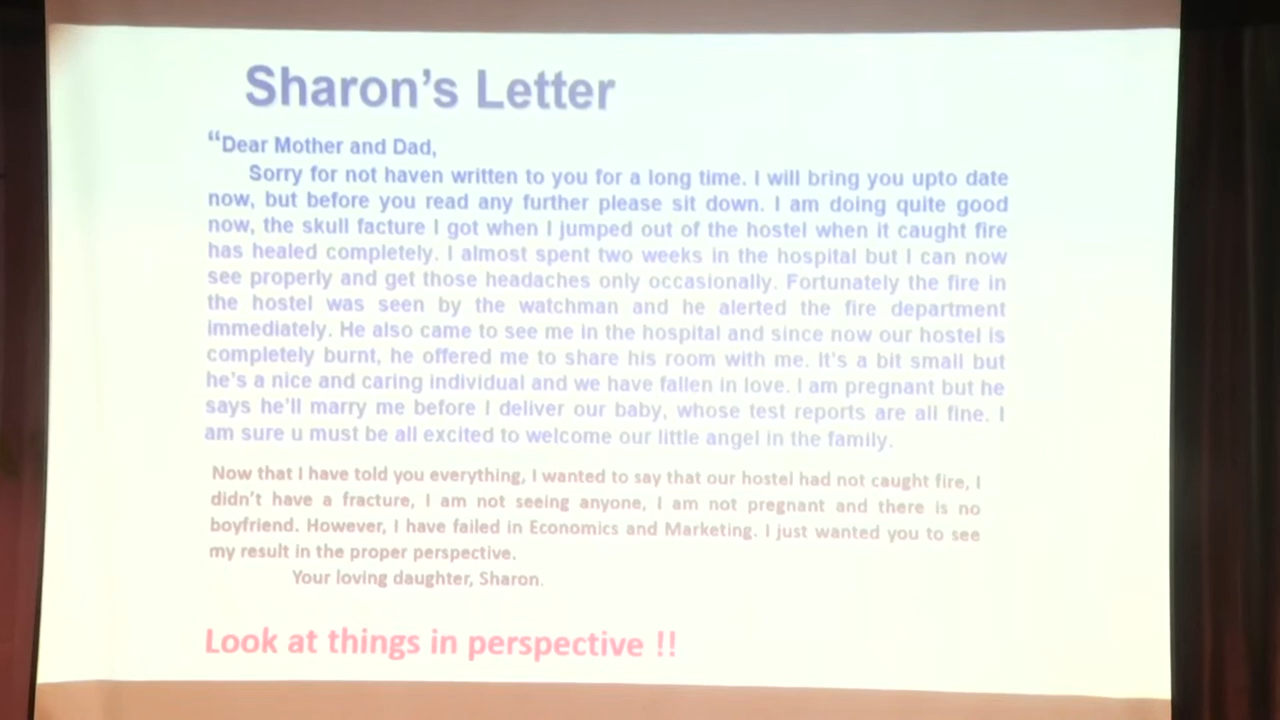 Sharon's Letter
“Dear Mother and Dad,
Sorry for not haven written to you for a long time. I will bring you upto date
now, but before you read any further please sit down. I am doing quite good
now, the skull facture I got when I jumped out of the hostel when it caught fire
has healed completely. I almost spent two weeks in the hospital but I can now
see properly and get those headaches only occasionally. Fortunately the fire in
the hostel was seen by the watchman and he alerted the fire department
immediately. He also came to see me in the hospital and since now our hostel is
completely burnt, he offered me to share his room with me. It's a bit small but
he's a nice and caring individual and we have fallen in love. I am pregnant but he
says he'll marry me before I deliver our baby, whose test reports are all fine. I
am sure u must be all excited to welcome our little angel in the family.
Now that I have told you everything, I wanted to say that our hostel had not caught fire, I
didn't have a fracture, I am not seeing anyone, I am not pregnant and there is no
boyfriend. However, I have failed in Economics and Marketing. I just wanted you to see
my result in the proper perspective.
Your loving daughter, Sharon.
Look at things in perspective !!